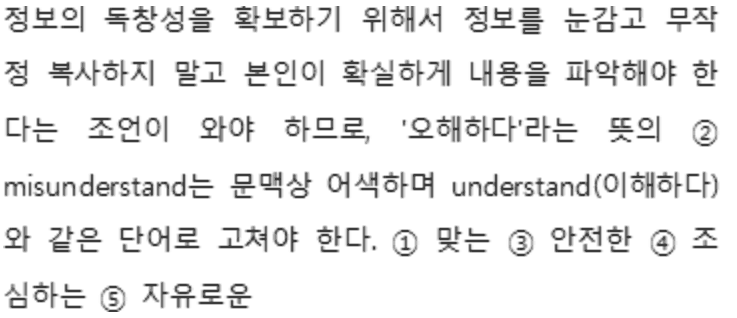 정보의 독창성을 확보하기 위해서 정보를 눈감고 무작
정 복사하지 말고 본인이 확실하게 내용을 파악해야 한
다는 조언이 와야 하므로, '오해하다'라는 뜻의 ②
misunderstand는 문맥상 어색하며 understand(이해하다)
와 같은 단어로 고쳐야 한다. ① 맞는 ③ 안전한 ④ 조
심하는 ⑤ 자유로운